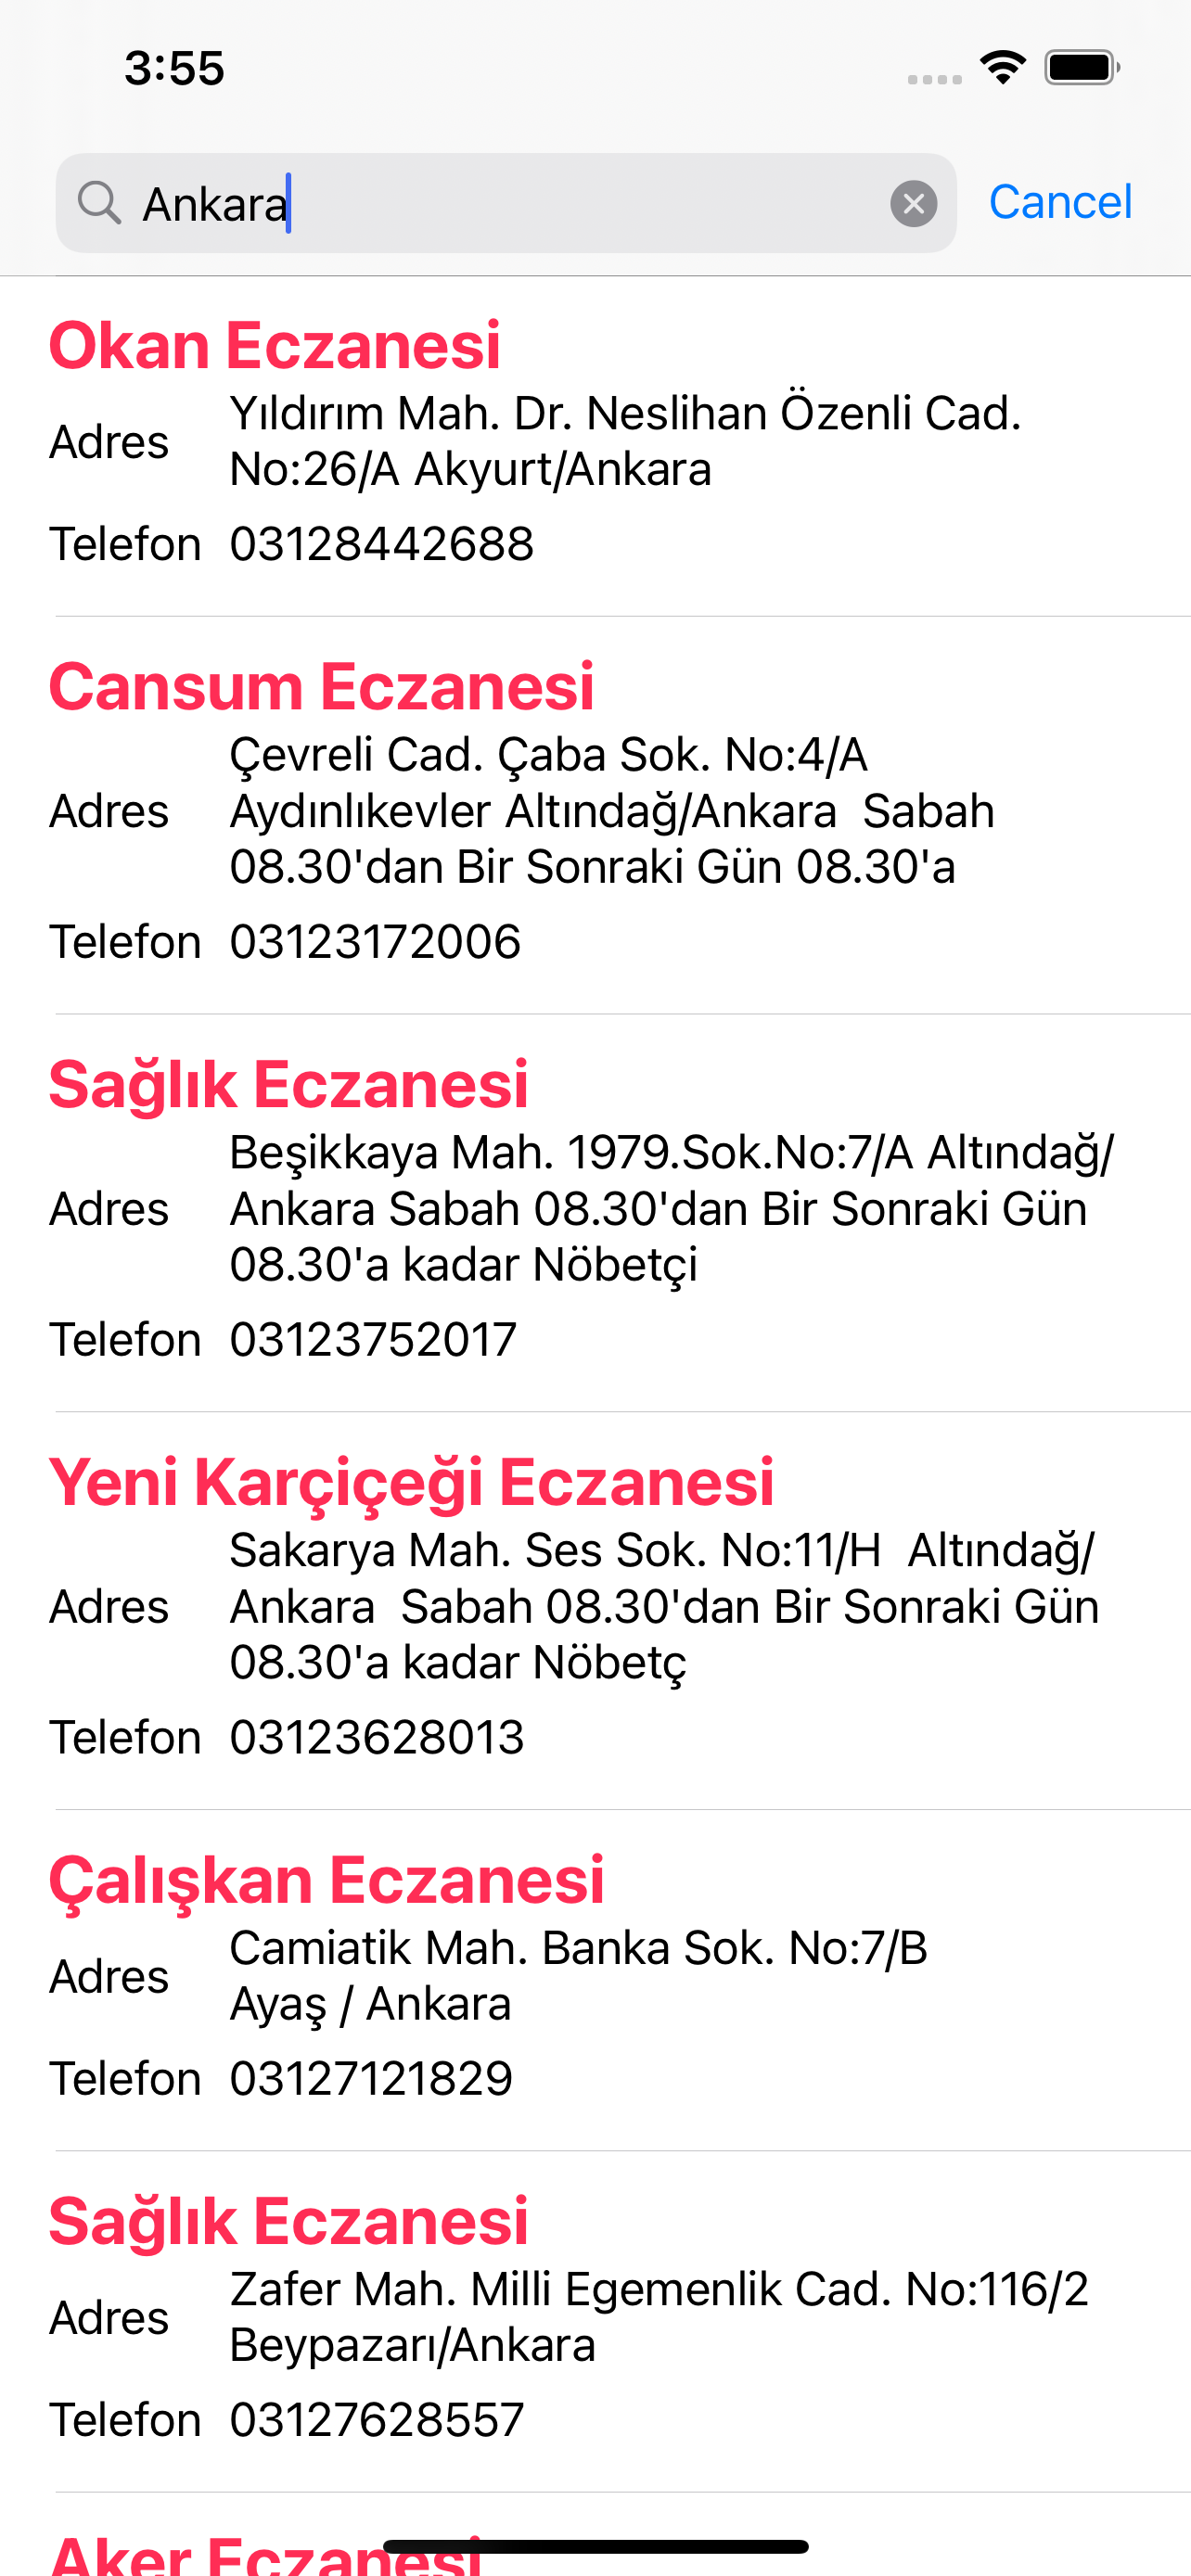 3:55
Ankara
Cancel
Okan Eczanesi
Adres
Yıldırım Mah. Dr. Neslihan Özenli Cad.
No:26/A Akyurt/Ankara
Telefon 03128442688
Cansum Eczanesi
Adres
Çevreli Cad. Çaba Sok. No:4/A
Aydınlıkevler Altındağ/Ankara  Sabah
08.30'dan Bir Sonraki Gün 08.30'a
Telefon 03123172006
Sağlık Eczanesi
Adres
Beşikkaya Mah. 1979.Sok.No:7/A Altındağ/
Ankara Sabah 08.30'dan Bir Sonraki Gün
08.30'a kadar Nöbetçi
Telefon 03123752017
Yeni Karçiçeği Eczanesi
Adres
Sakarya Mah. Ses Sok. No:11/H  Altındağ/
Ankara  Sabah 08.30'dan Bir Sonraki Gün
08.30'a kadar Nöbetç
Telefon 03123628013
Çalışkan Eczanesi
Adres
Camiatik Mah. Banka Sok. No:7/B
Ayaş / Ankara
Telefon 03127121829
Sağlık Eczanesi
Adres
Zafer Mah. Milli Egemenlik Cad. No:116/2
Beypazarı/Ankara
Telefon 03127628557
Aker Eczanesi